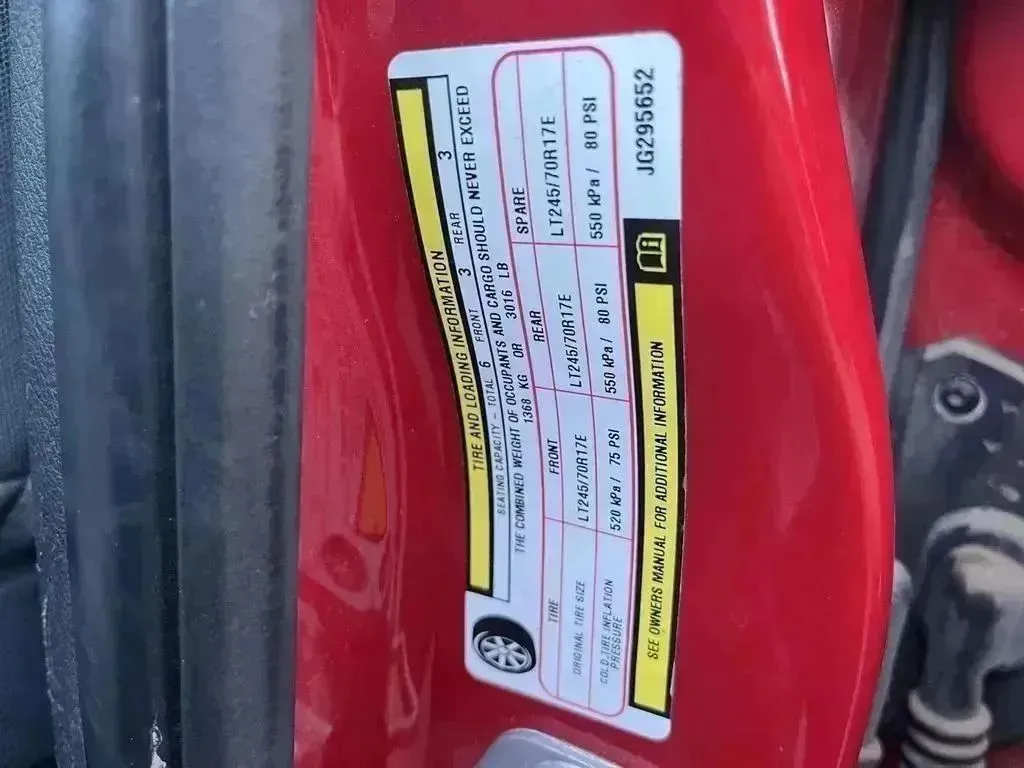 TIRE AND LOADING INFORMATION
SEATING CAPACITY - TOTAL 6 FRONT 3 REAR 3
THE COMBINED WEIGHT OF OCCUPANTS AND CARGO SHOULD NEVER EXCEED
1368 KG OR 3016 LB
TIRE FRONT REAR SPARE
ORIGINAL TIRE SIZE LT245/70R17E LT245/70R17E LT245/70R17E
COLD TIRE INFLATION PRESSURE 520 kPa / 75 PSI 550 kPa / 80 PSI 550 kPa / 80 PSI
SEE OWNERS MANUAL FOR ADDITIONAL INFORMATION
JG295652